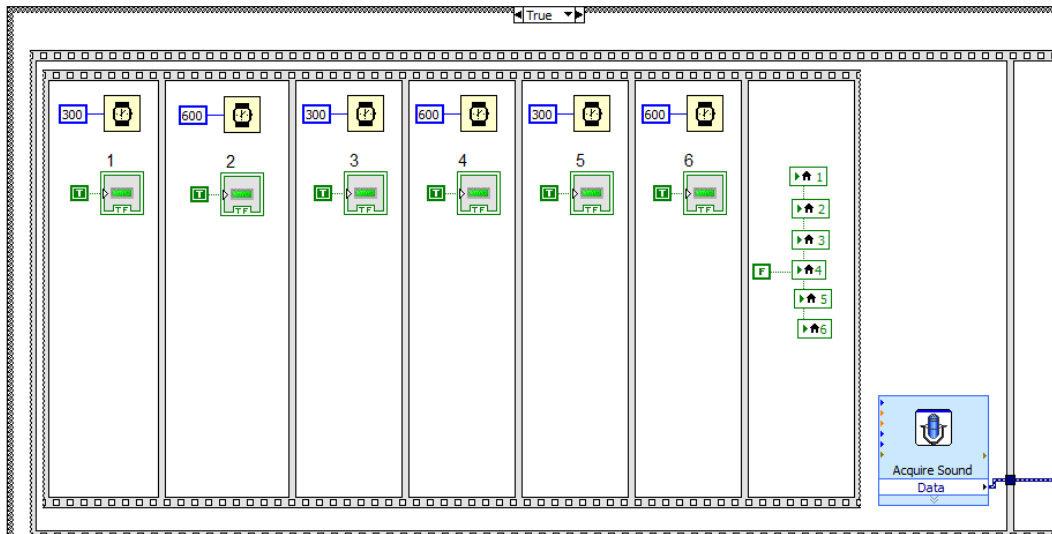 True
300 600 300 600 300 600
1 2 3 4 5 6
T T T T T T
TF TF TF TF TF TF
1
2
3
F 4
5
6
Acquire Sound
Data